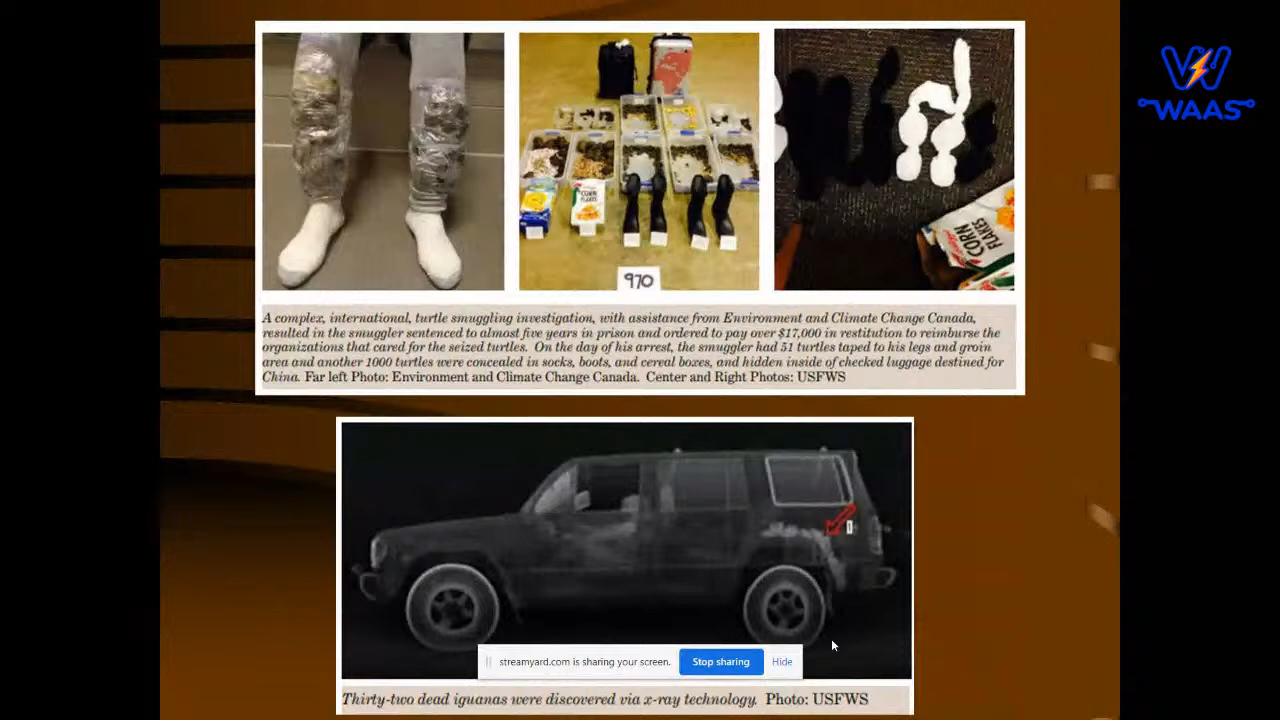 WAAS
CORN
FLAKES
CORN
FLAKES
970
A complex, international, turtle smuggling investigation, with assistance from Environment and Climate Change Canada,
resulted in the smuggler sentenced to almost five years in prison and ordered to pay over $17,000 in restitution to reimburse the
organizations that cared for the seized turtles. On the day of his arrest, the smuggler had 51 turtles taped to his legs and groin
area and another 1000 turtles were concealed in socks, boots, and cereal boxes, and hidden inside of checked luggage destined for
China. Far left Photo: Environment and Climate Change Canada. Center and Right Photos: USFWS
streamyard.com is sharing your screen.
Stop sharing
Hide
Thirty-two dead iguanas were discovered via x-ray technology. Photo: USFWS